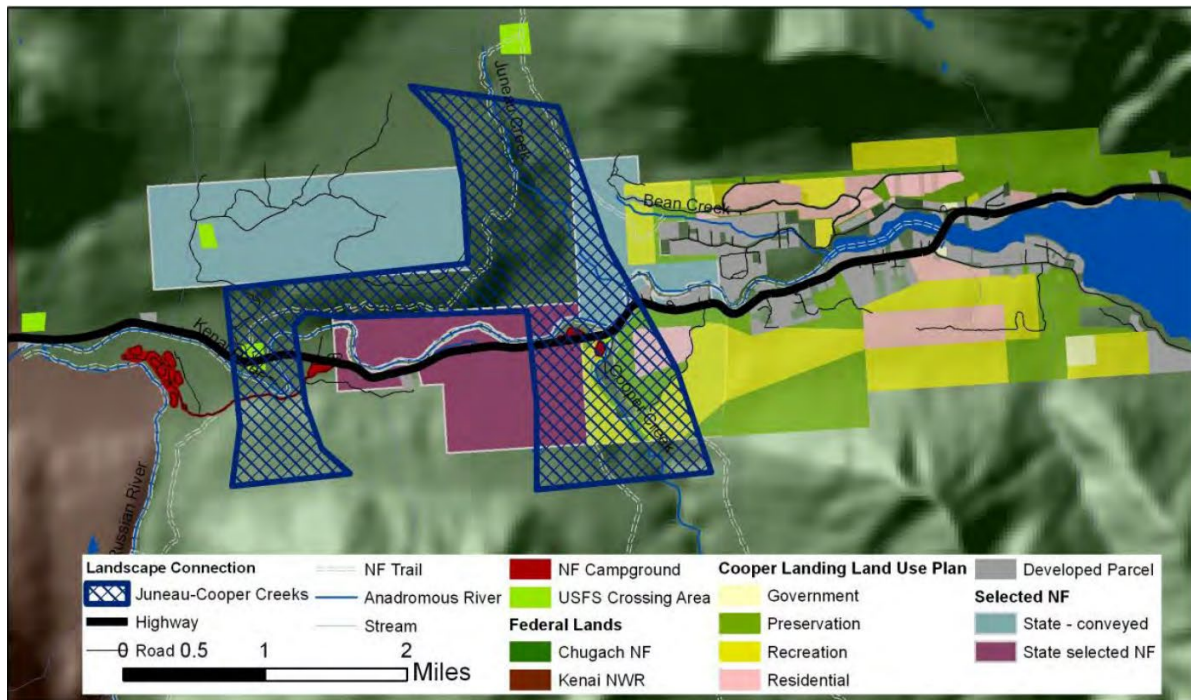 Juneau Creek
Bean Creek
Cooper Creek
Russian River
Landscape Connection
Juneau-Cooper Creeks
Highway
Road
0 0.5 1 2
Miles
NF Trail
Anadromous River
Stream
NF Campground
USFS Crossing Area
Federal Lands
Chugach NF
Kenai NWR
Cooper Landing Land Use Plan
Government
Preservation
Recreation
Residential
Developed Parcel
Selected NF
State - conveyed
State selected NF